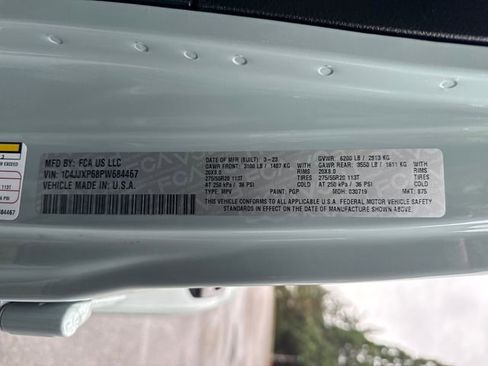 MFD BY: FCA US LLC
VIN: 1C4JJXP68PW684467
VEHICLE MADE IN: U.S.A.
DATE OF MFR (BUILT) 3-23
GVWR: 6200 LB / 2813 KG
GAWR FRONT: 3100 LB / 1407 KG WITH
GAWR REAR: 3550 LB / 1611 KG WITH
20X8.0 RIMS
20X8.0 RIMS
275/55R20 113T TIRES
275/55R20 113T TIRES
AT 250 kPa / 36 PSI
AT 250 kPa / 36 PSI
TYPE: MPV PAINT: PGP MDH: 030719 MKT: B75
THIS VEHICLE CONFORMS TO ALL APPLICABLE U.S.A. FEDERAL MOTOR VEHICLE SAFETY
STANDARDS IN EFFECT ON DATE OF MANUFACTURE SHOWN ABOVE
113T
84467